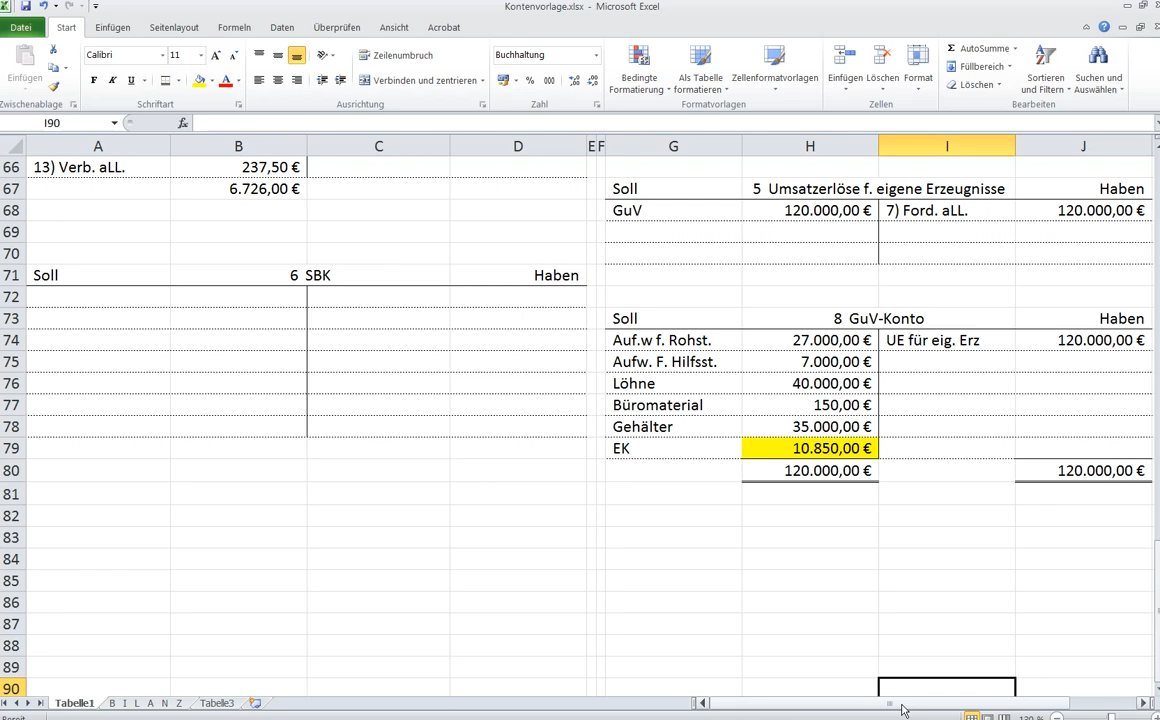 Kontenvorlage.xlsx - Microsoft Excel
Datei Start Einfügen Seitenlayout Formeln Daten Überprüfen Ansicht Acrobat
Einfügen
Calibri 11
F K U
Zeilenumbruch
Verbinden und zentrieren
Buchhaltung
% 000
Bedingte Formatierung
Als Tabelle formatieren
Zellenformatvorlagen
Einfügen Löschen Format
Σ AutoSumme
Füllbereich
Löschen
Sortieren und Filtern
Suchen und Auswählen
Zwischenablage Schriftart Ausrichtung Zahl Formatvorlagen Zellen Bearbeiten
I90 fx
A B C D E F G H I J
66 13) Verb. aLL. 237,50 €
67 6.726,00 € Soll 5 Umsatzerlöse f. eigene Erzeugnisse Haben
68 GuV 120.000,00 € 7) Ford. aLL. 120.000,00 €
69
70
71 Soll 6 SBK Haben
72
73 Soll 8 GuV-Konto Haben
74 Auf.w f. Rohst. 27.000,00 € UE für eig. Erz 120.000,00 €
75 Aufw. F. Hilfsst. 7.000,00 €
76 Löhne 40.000,00 €
77 Büromaterial 150,00 €
78 Gehälter 35.000,00 €
79 EK 10.850,00 €
80 120.000,00 € 120.000,00 €
81
82
83
84
85
86
87
88
89
90
Tabelle1 B I L A N Z Tabelle3
Bereit 130 %